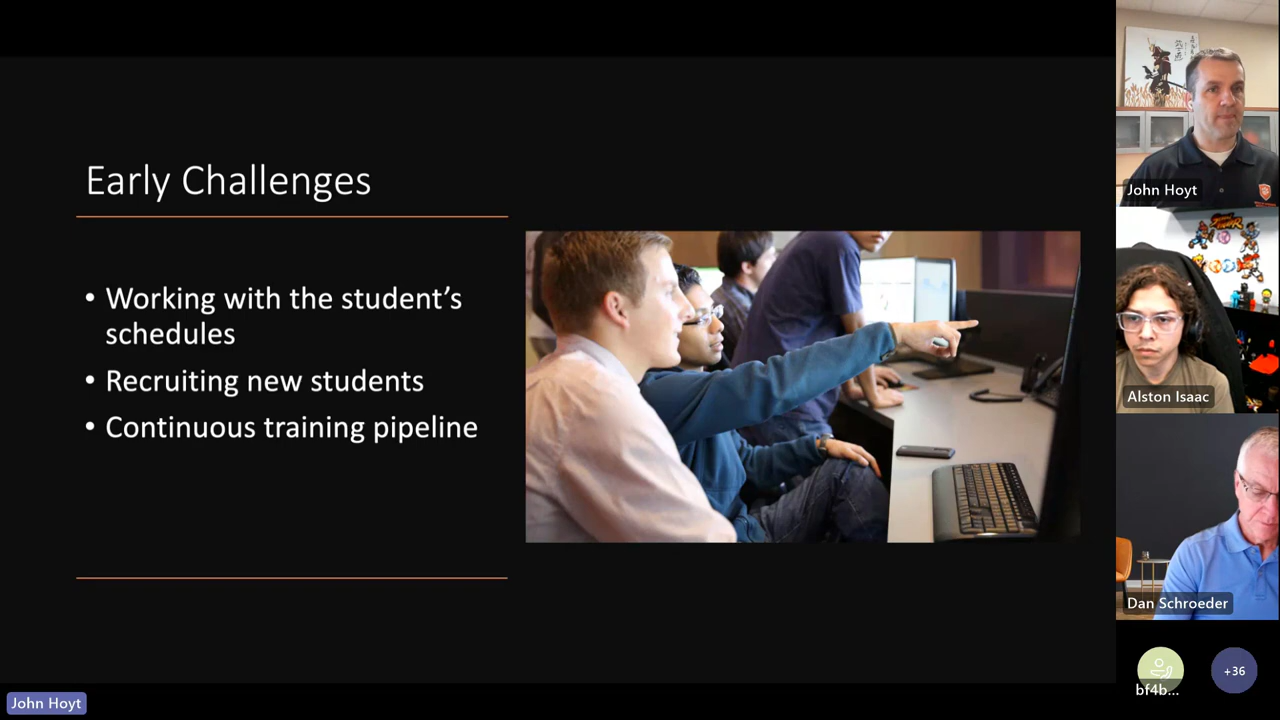 Early Challenges
• Working with the student’s
schedules
• Recruiting new students
• Continuous training pipeline
John Hoyt
Alston Isaac
Dan Schroeder
bf4b...
+36
John Hoyt